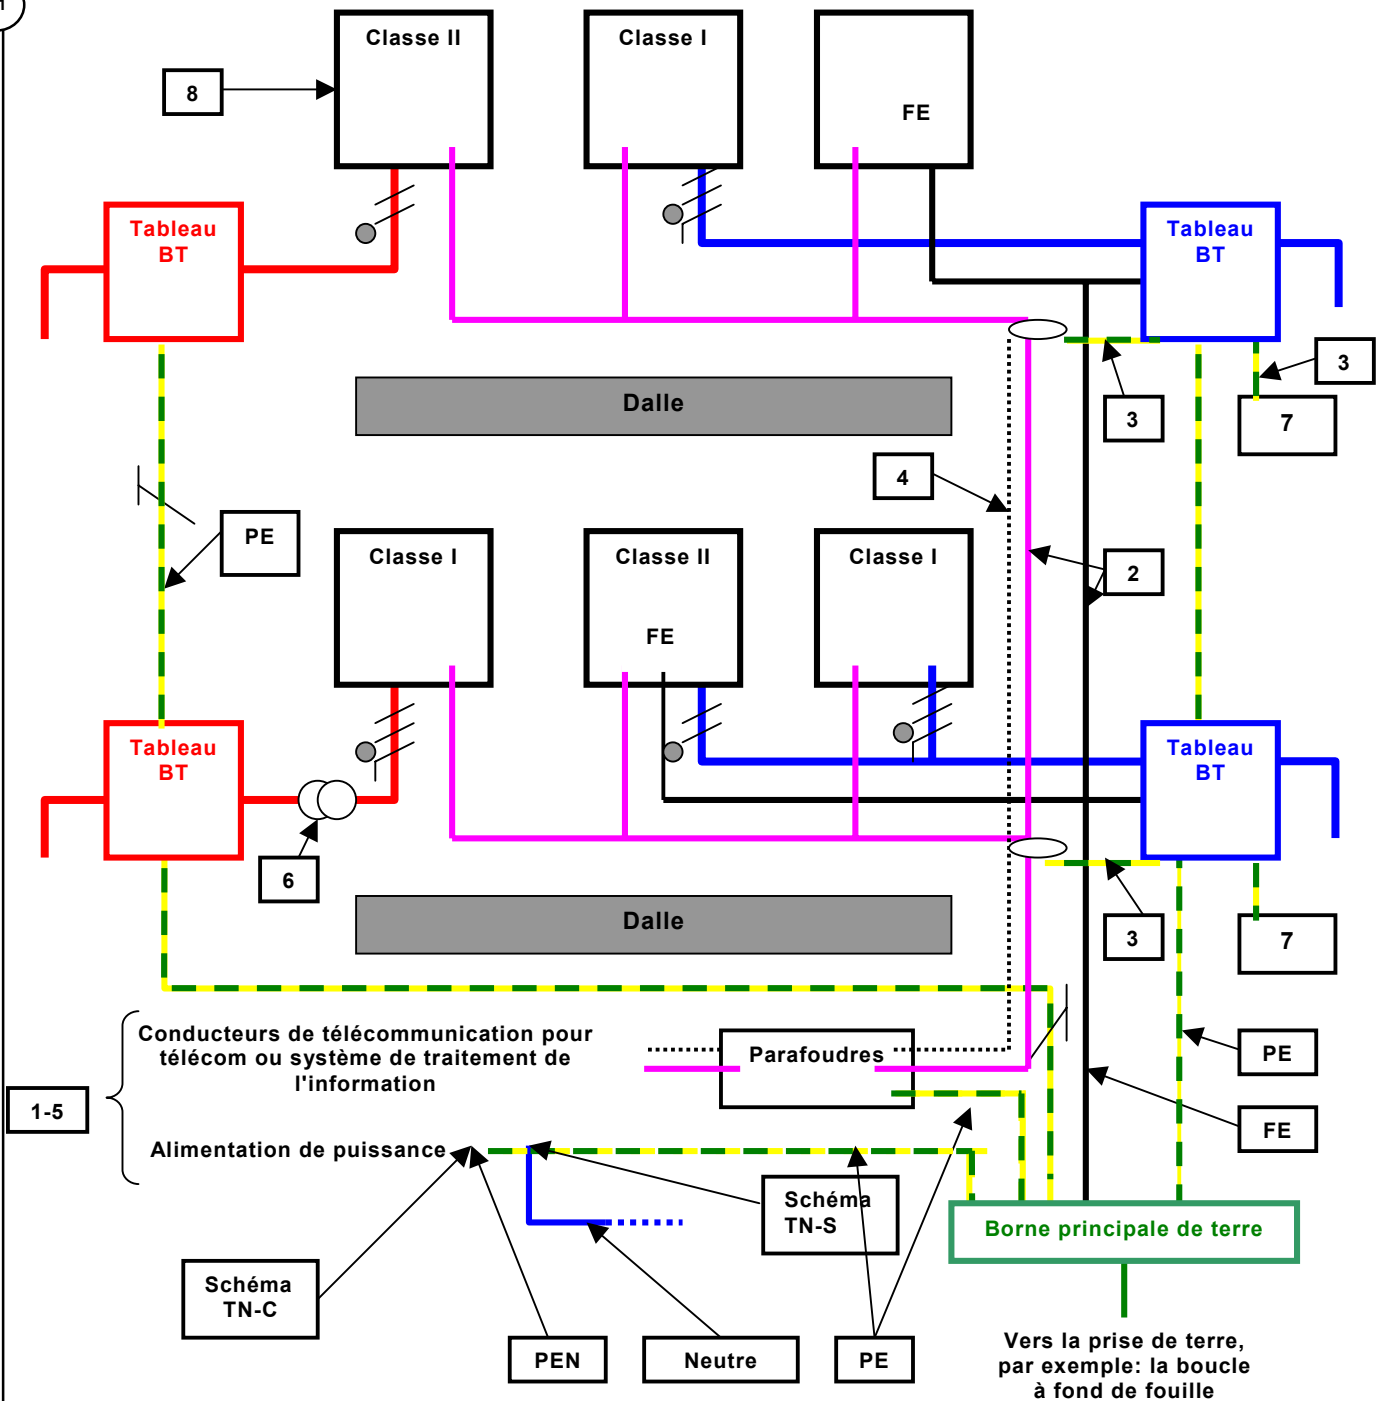 1
Classe II
Classe I
8
FE
Tableau
BT
Tableau
BT
3
3
7
Dalle
4
PE
Classe I
Classe II
Classe I
2
FE
Tableau
BT
Tableau
BT
6
3
7
Dalle
Conducteurs de télécommunication pour
télécom ou système de traitement de
l'information
Parafoudres
PE
1-5
FE
Alimentation de puissance
Schéma
TN-S
Borne principale de terre
Schéma
TN-C
PEN
Neutre
PE
Vers la prise de terre,
par exemple: la boucle
à fond de fouille